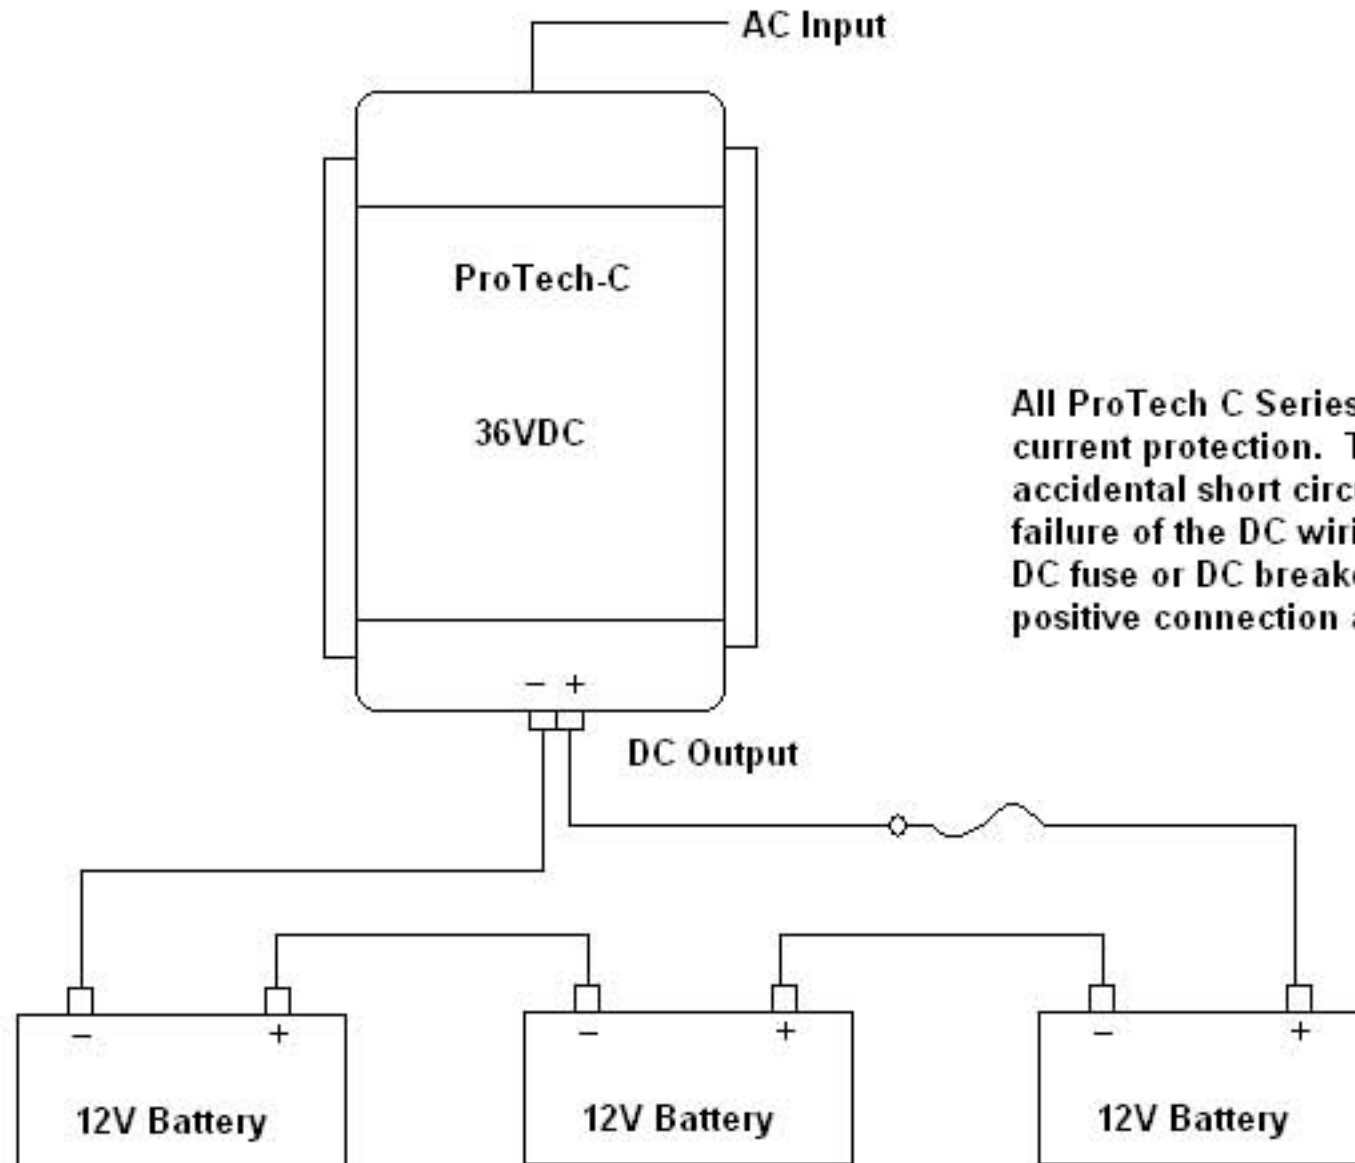 AC Input
ProTech-C
36VDC
All ProTech C Series
current protection.
accidental short
failure of the DC
DC fuse or DC
positive connection
− +
DC Output
− +
− +
− +
12V Battery
12V Battery
12V Battery